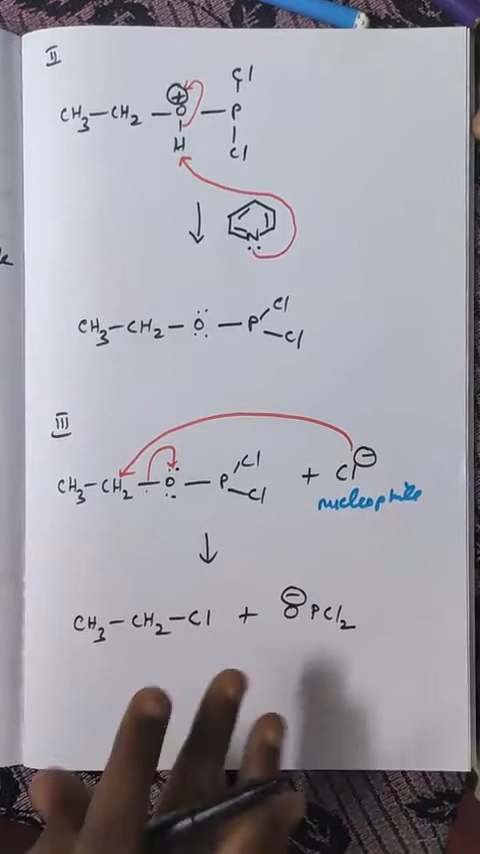 II
Cl
CH3-CH2-O⊕-P
H Cl
N
CH3-CH2-O-P Cl
Cl
III
CH3-CH2-O-P Cl + Cl⊖
Cl nucleophile
CH3-CH2-Cl + ⊖OPCl2